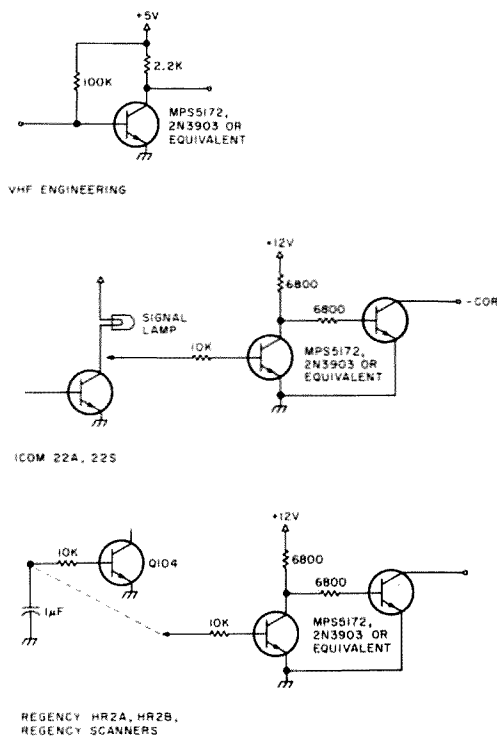 +5V
100K
2.2K
MPS5172,
2N3903 OR
EQUIVALENT
VHF ENGINEERING
+12V
6800
SIGNAL
LAMP
6800
-COR
10K
MPS5172,
2N3903 OR
EQUIVALENT
ICOM 22A, 22S
+12V
10K
Q104
6800
6800
1µF
10K
MPS5172,
2N3903 OR
EQUIVALENT
REGENCY HR2A, HR2B,
REGENCY SCANNERS